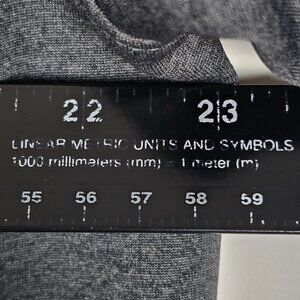 22 23
LINEAR METRIC UNITS AND SYMBOLS
1000 millimeters (mm) = 1 meter (m)
55 56 57 58 59